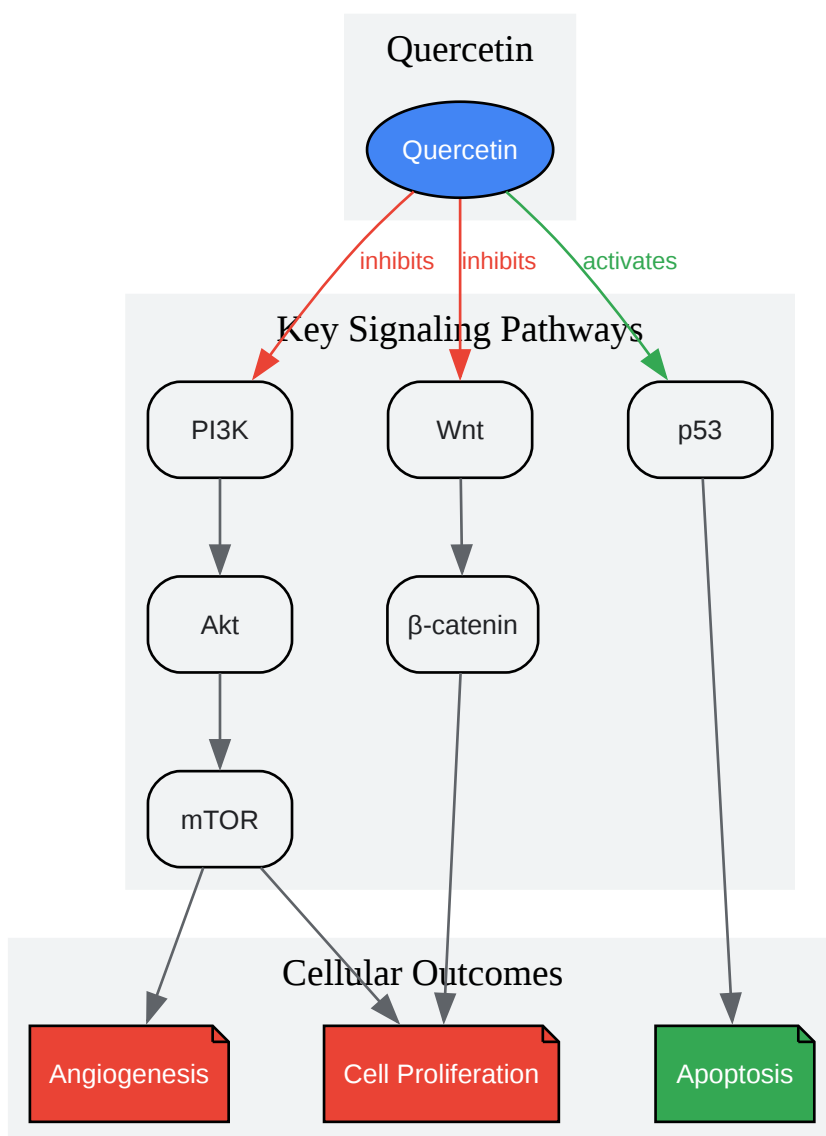 Quercetin
Quercetin
inhibits
inhibits
activates
Key Signaling Pathways
PI3K
Wnt
p53
Akt
β-catenin
mTOR
Cellular Outcomes
Angiogenesis
Cell Proliferation
Apoptosis